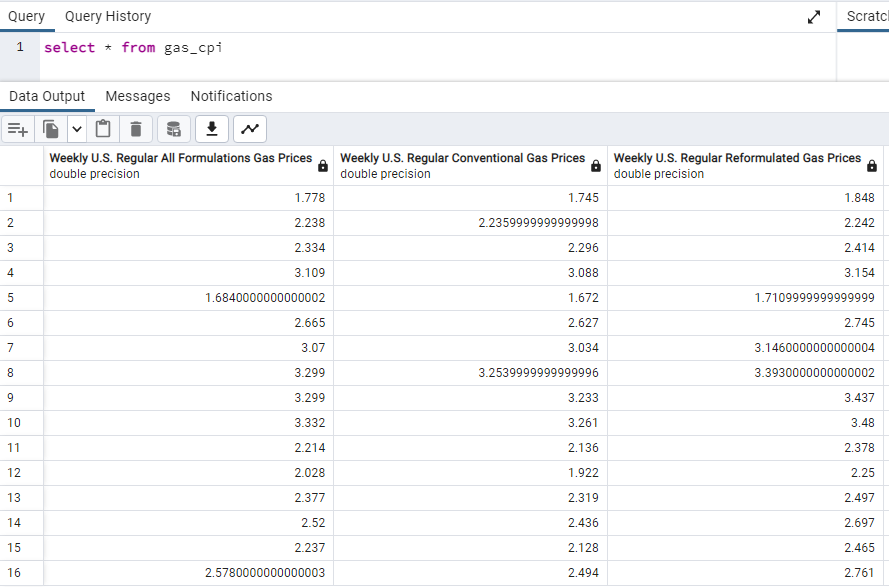 Query Query History Scratch
1 select * from gas_cpi
Data Output Messages Notifications
Weekly U.S. Regular All Formulations Gas Prices Weekly U.S. Regular Conventional Gas Prices Weekly U.S. Regular Reformulated Gas Prices
double precision double precision double precision
1 1.778 1.745 1.848
2 2.238 2.2359999999999998 2.242
3 2.334 2.296 2.414
4 3.109 3.088 3.154
5 1.6840000000000002 1.672 1.7109999999999999
6 2.665 2.627 2.745
7 3.07 3.034 3.1460000000000004
8 3.299 3.2539999999999996 3.3930000000000002
9 3.299 3.233 3.437
10 3.332 3.261 3.48
11 2.214 2.136 2.378
12 2.028 1.922 2.25
13 2.377 2.319 2.497
14 2.52 2.436 2.697
15 2.237 2.128 2.465
16 2.5780000000000003 2.494 2.761